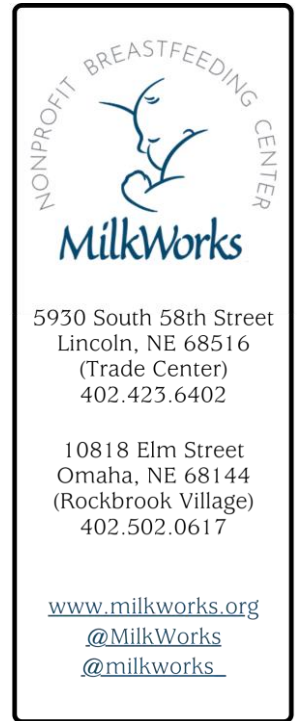 NONPROFIT BREASTFEEDING CENTER
MilkWorks
5930 South 58th Street
Lincoln, NE 68516
(Trade Center)
402.423.6402
10818 Elm Street
Omaha, NE 68144
(Rockbrook Village)
402.502.0617
www.milkworks.org
@MilkWorks
@milkworks_